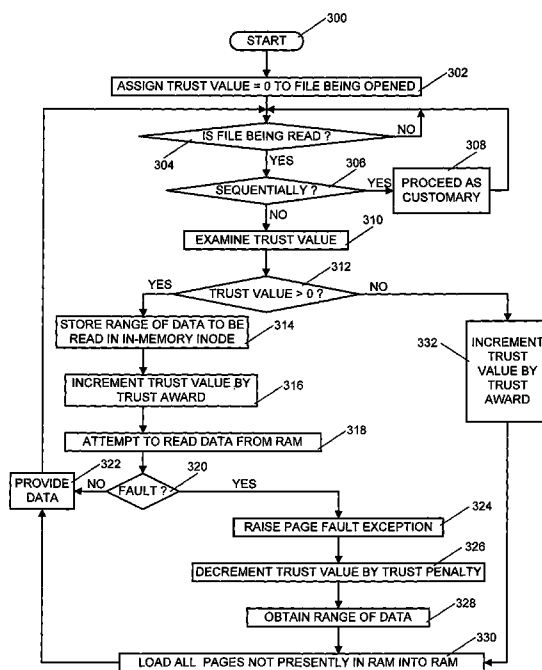 300
START
302
ASSIGN TRUST VALUE = 0 TO FILE BEING OPENED
IS FILE BEING READ ?
NO
304
YES
306
308
SEQUENTIALLY ?
YES
PROCEED AS
CUSTOMARY
NO
EXAMINE TRUST VALUE
310
312
YES
TRUST VALUE > 0 ?
NO
STORE RANGE OF DATA TO BE
READ IN IN-MEMORY INODE
314
332
INCREMENT
TRUST
VALUE BY
TRUST
AWARD
INCREMENT TRUST VALUE BY
TRUST AWARD
316
ATTEMPT TO READ DATA FROM RAM
318
322
320
PROVIDE
DATA
NO
FAULT ?
YES
324
RAISE PAGE FAULT EXCEPTION
326
DECREMENT TRUST VALUE BY TRUST PENALTY
OBTAIN RANGE OF DATA
328
330
LOAD ALL PAGES NOT PRESENTLY IN RAM INTO RAM